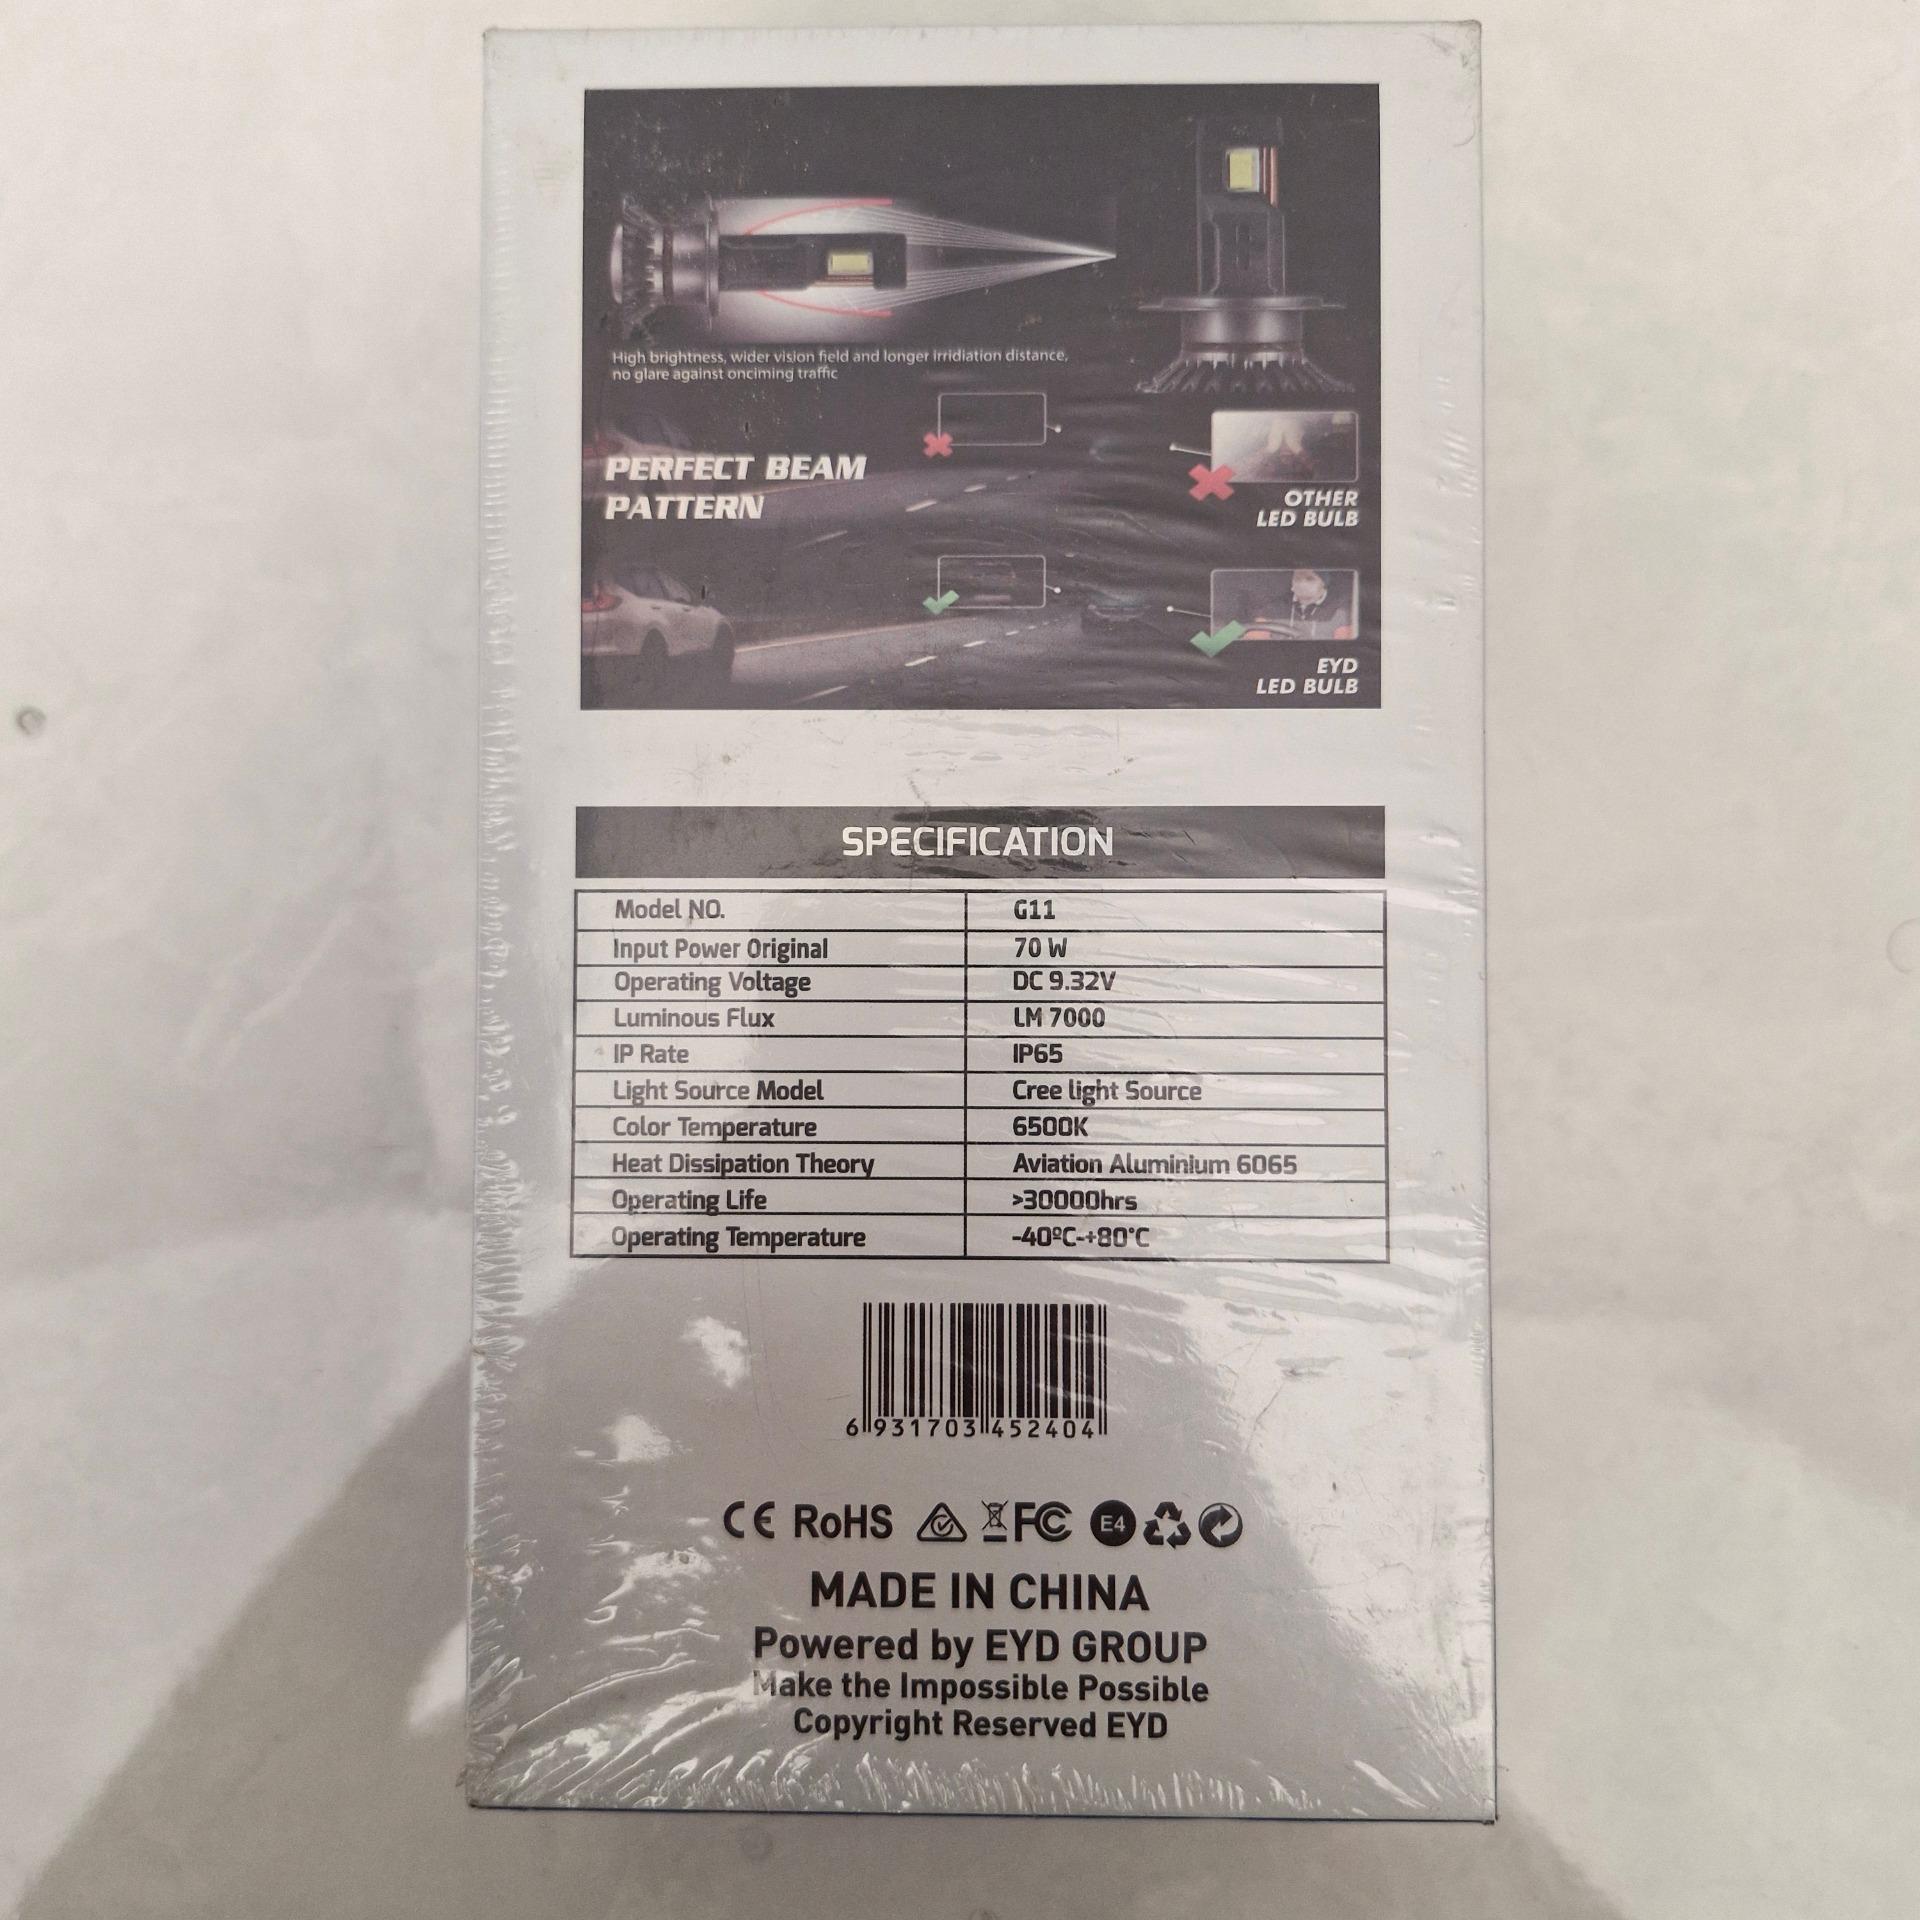 High brightness, wider vision field and longer irridiation distance,
no glare against onciming traffic
PERFECT BEAM
PATTERN
OTHER
LED BULB
EYD
LED BULB
SPECIFICATION
Model NO. G11
Input Power Original 70 W
Operating Voltage DC 9.32V
Luminous Flux LM 7000
IP Rate IP65
Light Source Model Cree light Source
Color Temperature 6500K
Heat Dissipation Theory Aviation Aluminium 6065
Operating Life >30000hrs
Operating Temperature -40ºC-+80°C
6 931703 452404
CE RoHS FC E4
MADE IN CHINA
Powered by EYD GROUP
Make the Impossible Possible
Copyright Reserved EYD